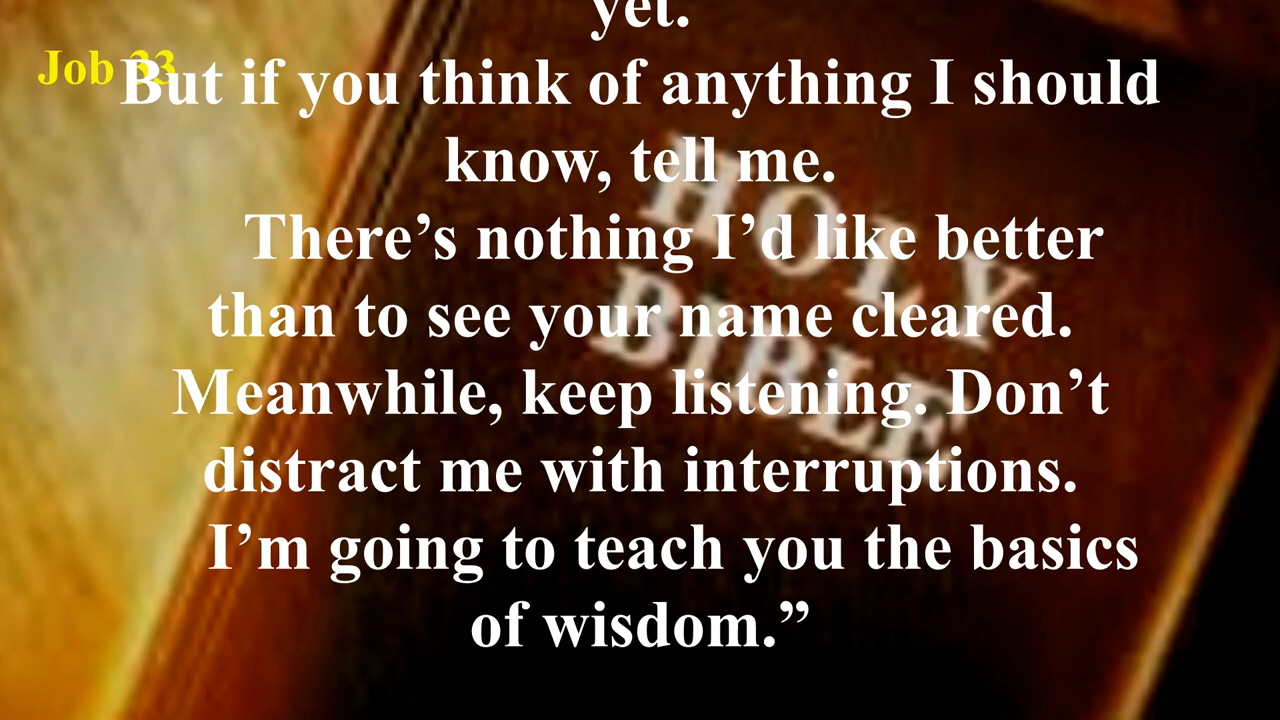 yet.
Job 33
But if you think of anything I should
know, tell me.
There’s nothing I’d like better
than to see your name cleared.
Meanwhile, keep listening. Don’t
distract me with interruptions.
I’m going to teach you the basics
of wisdom.”
HOLY
BIBLE